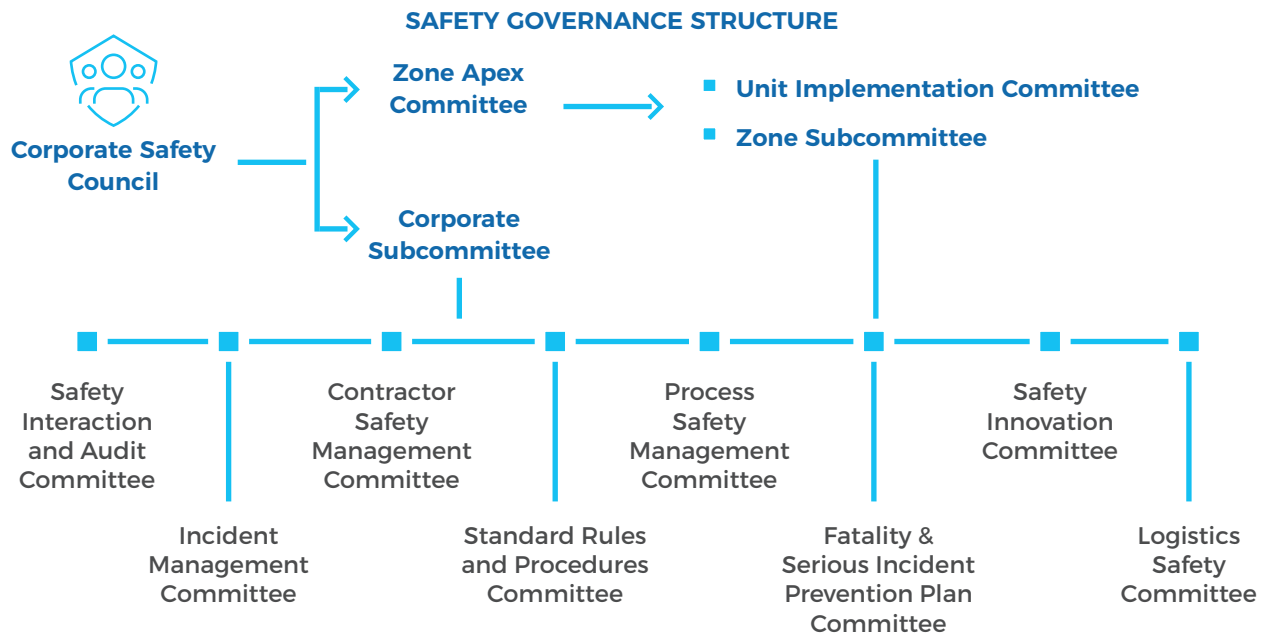 SAFETY GOVERNANCE STRUCTURE
Corporate Safety
Council
Zone Apex
Committee
Unit Implementation Committee
Zone Subcommittee
Corporate
Subcommittee
Safety
Interaction
and Audit
Committee
Incident
Management
Committee
Contractor
Safety
Management
Committee
Standard Rules
and Procedures
Committee
Process
Safety
Management
Committee
Fatality &
Serious Incident
Prevention Plan
Committee
Safety
Innovation
Committee
Logistics
Safety
Committee